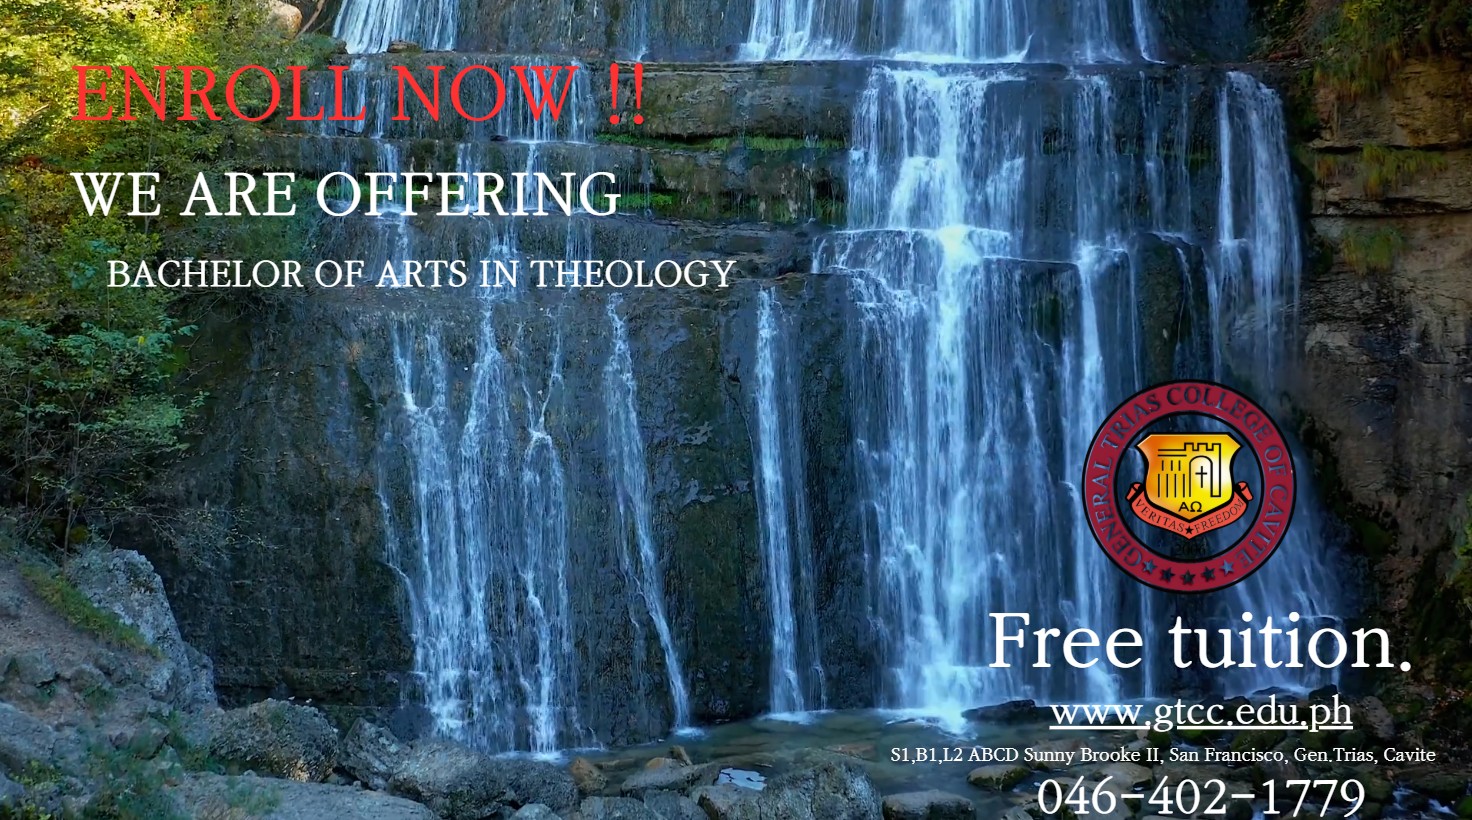 ENROLL NOW !!
WE ARE OFFERING
BACHELOR OF ARTS IN THEOLOGY
GENERAL TRIAS COLLEGE OF CAVITE
ΑΩ
VERITAS★FREEDOM
Free tuition.
www.gtcc.edu.ph
S1,B1,L2 ABCD Sunny Brooke II, San Francisco, Gen.Trias, Cavite
046-402-1779